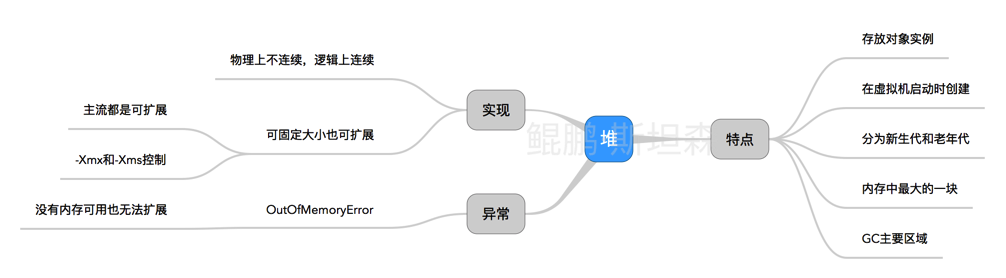 堆
特点
存放对象实例
在虚拟机启动时创建
分为新生代和老年代
内存中最大的一块
GC主要区域
实现
物理上不连续，逻辑上连续
可固定大小也可扩展
主流都是可扩展
-Xmx和-Xms控制
异常
OutOfMemoryError
没有内存可用也无法扩展
鲲鹏·斯坦森